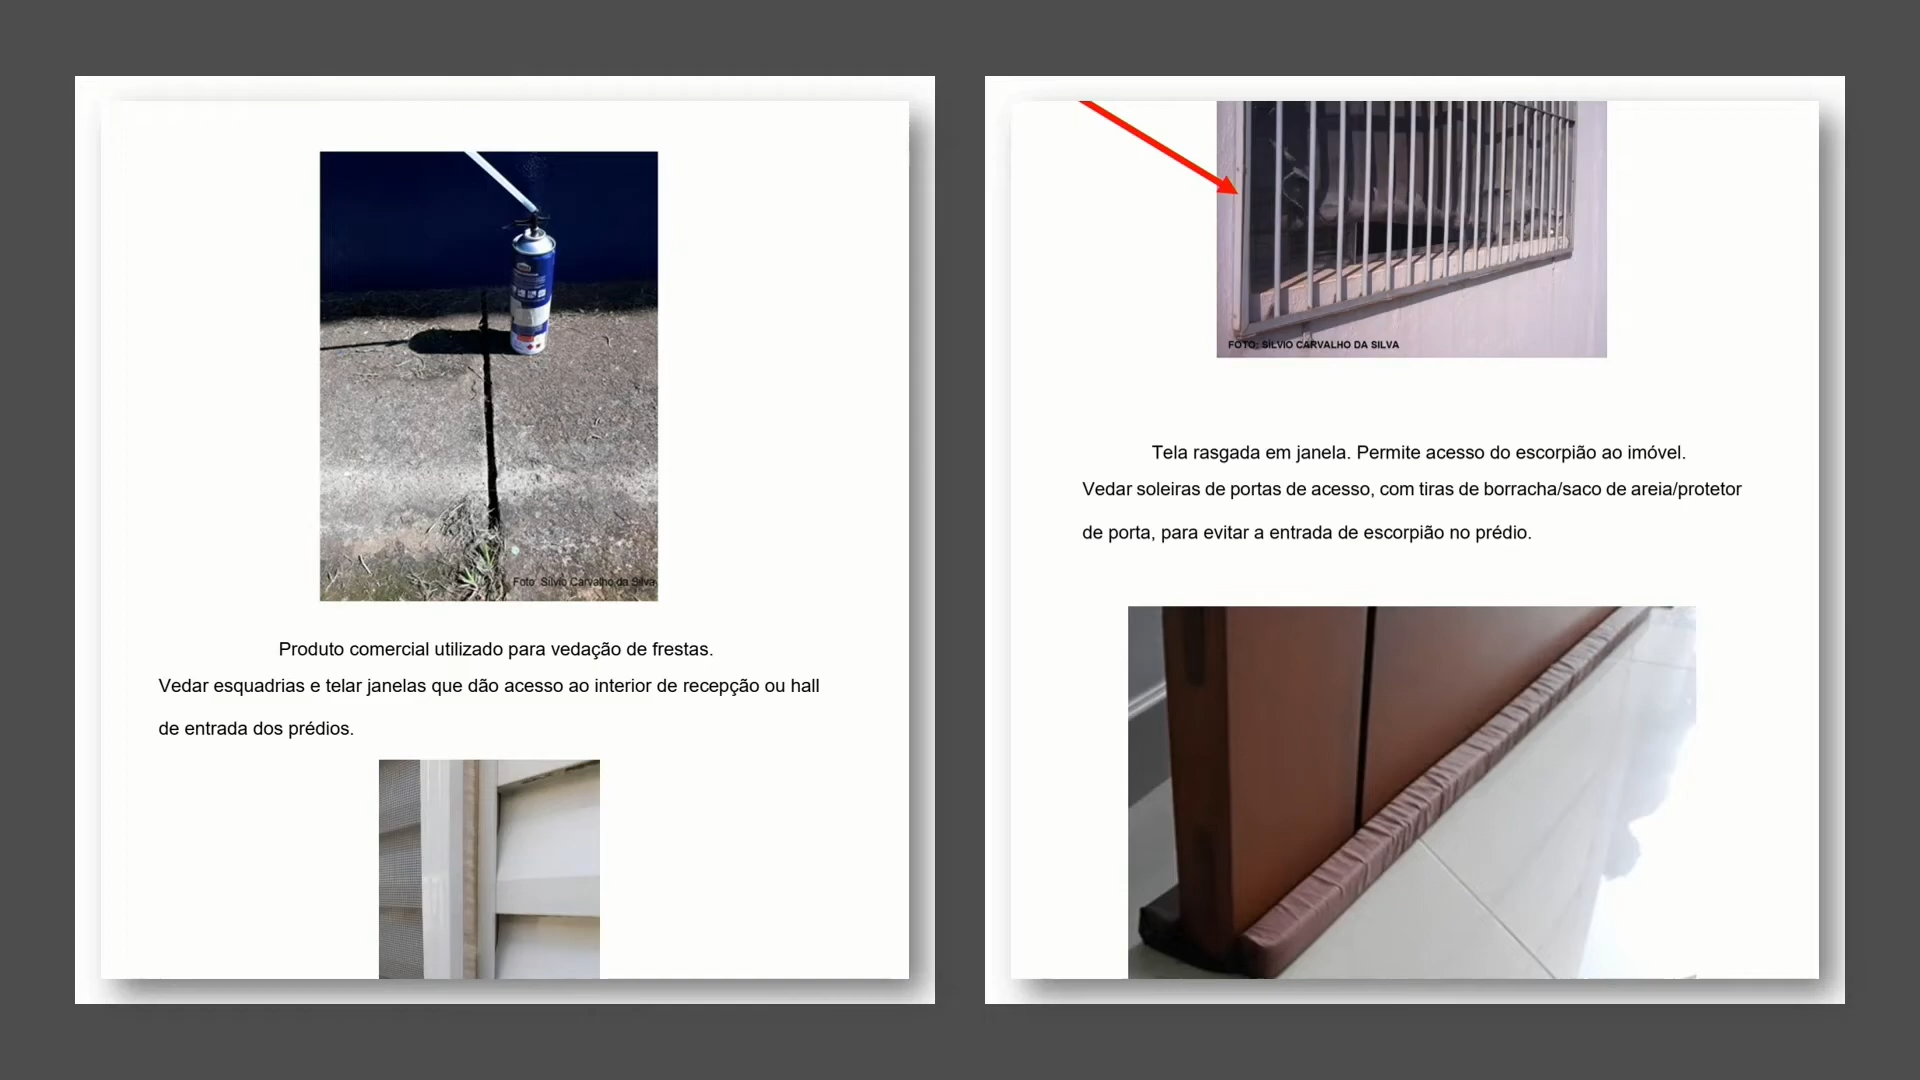 Foto: Sílvio Carvalho da Silva
Produto comercial utilizado para vedação de frestas.
Vedar esquadrias e telar janelas que dão acesso ao interior de recepção ou hall
de entrada dos prédios.
FOTO: SÍLVIO CARVALHO DA SILVA
Tela rasgada em janela. Permite acesso do escorpião ao imóvel.
Vedar soleiras de portas de acesso, com tiras de borracha/saco de areia/protetor
de porta, para evitar a entrada de escorpião no prédio.